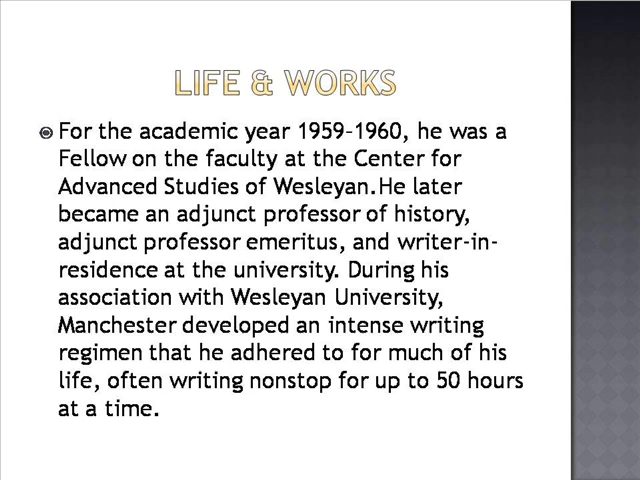 LIFE & WORKS
For the academic year 1959–1960, he was a
Fellow on the faculty at the Center for
Advanced Studies of Wesleyan.He later
became an adjunct professor of history,
adjunct professor emeritus, and writer-in-
residence at the university. During his
association with Wesleyan University,
Manchester developed an intense writing
regimen that he adhered to for much of his
life, often writing nonstop for up to 50 hours
at a time.